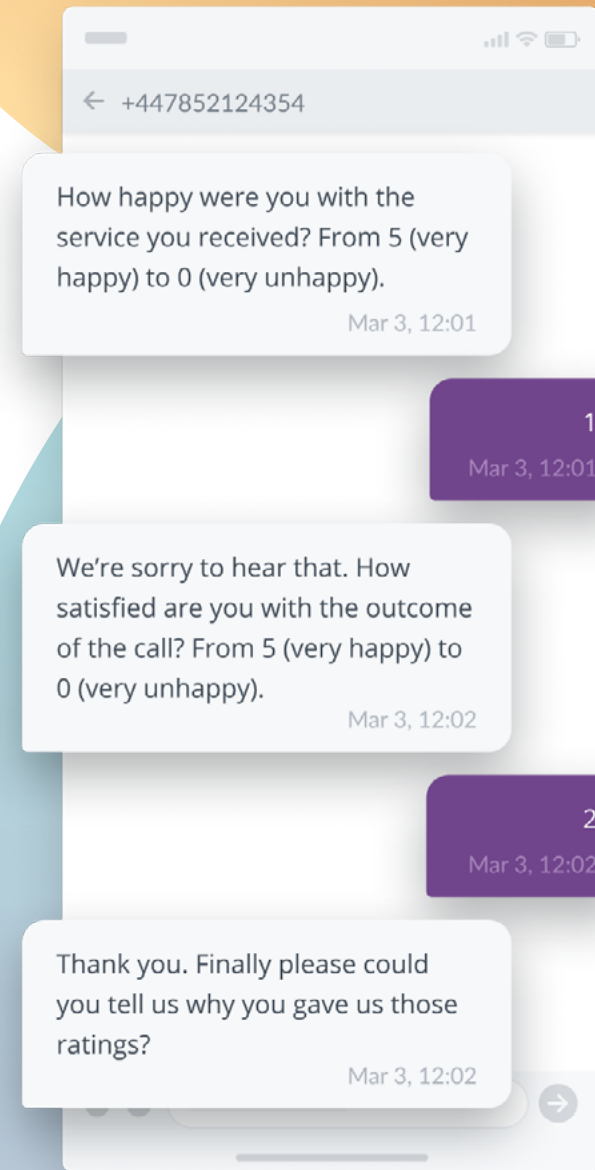 +447852124354
How happy were you with the
service you received? From 5 (very
happy) to 0 (very unhappy).
Mar 3, 12:01
1
Mar 3, 12:01
We’re sorry to hear that. How
satisfied are you with the outcome
of the call? From 5 (very happy) to
0 (very unhappy).
Mar 3, 12:02
2
Mar 3, 12:02
Thank you. Finally please could
you tell us why you gave us those
ratings?
Mar 3, 12:02